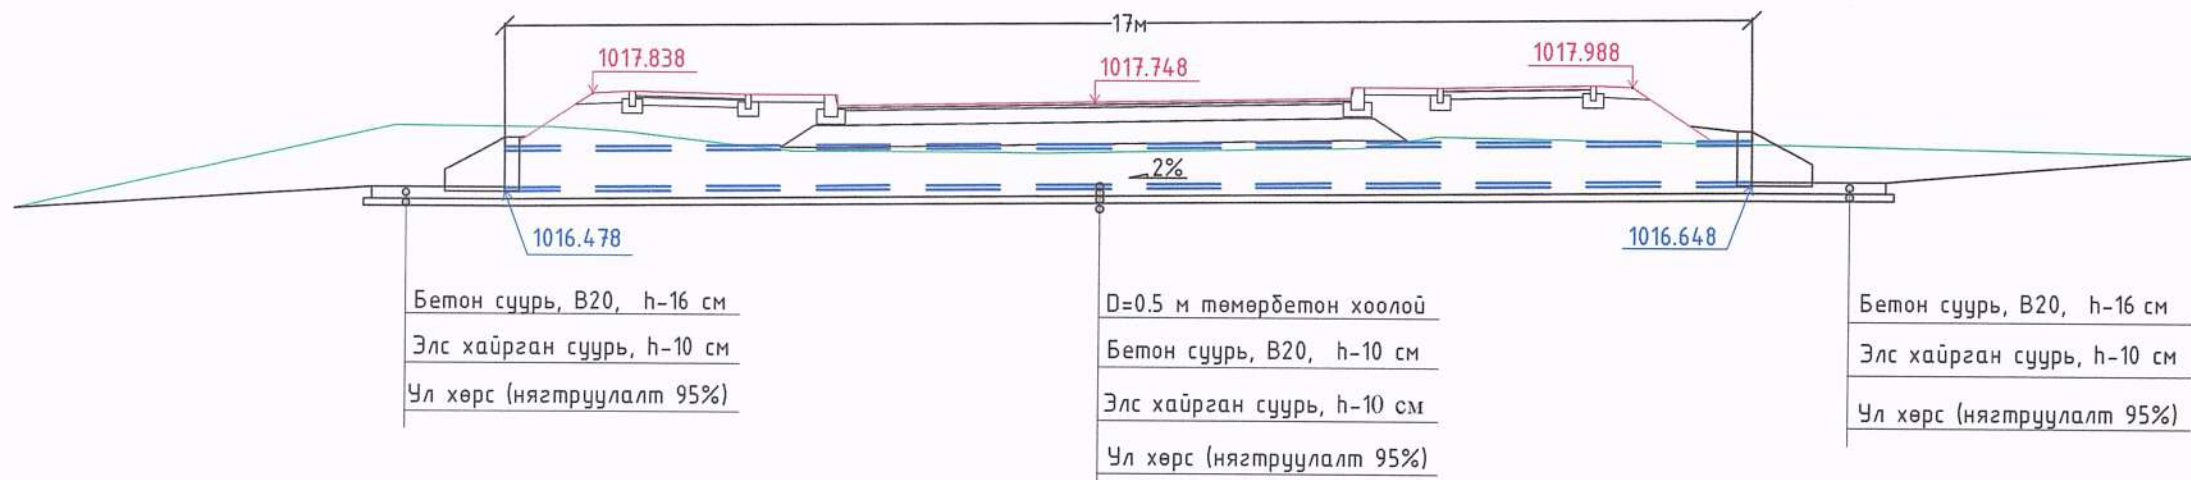 17м
1017.838
1017.748
1017.988
2%
1016.478
1016.648
Бетон суурь, В20, h-16 см
Элс хайрган суурь, h-10 см
Ул хөрс (нягтруулалт 95%)
D=0.5 м төмөрбетон хоолой
Бетон суурь, В20, h-10 см
Элс хайрган суурь, h-10 см
Ул хөрс (нягтруулалт 95%)
Бетон суурь, В20, h-16 см
Элс хайрган суурь, h-10 см
Ул хөрс (нягтруулалт 95%)